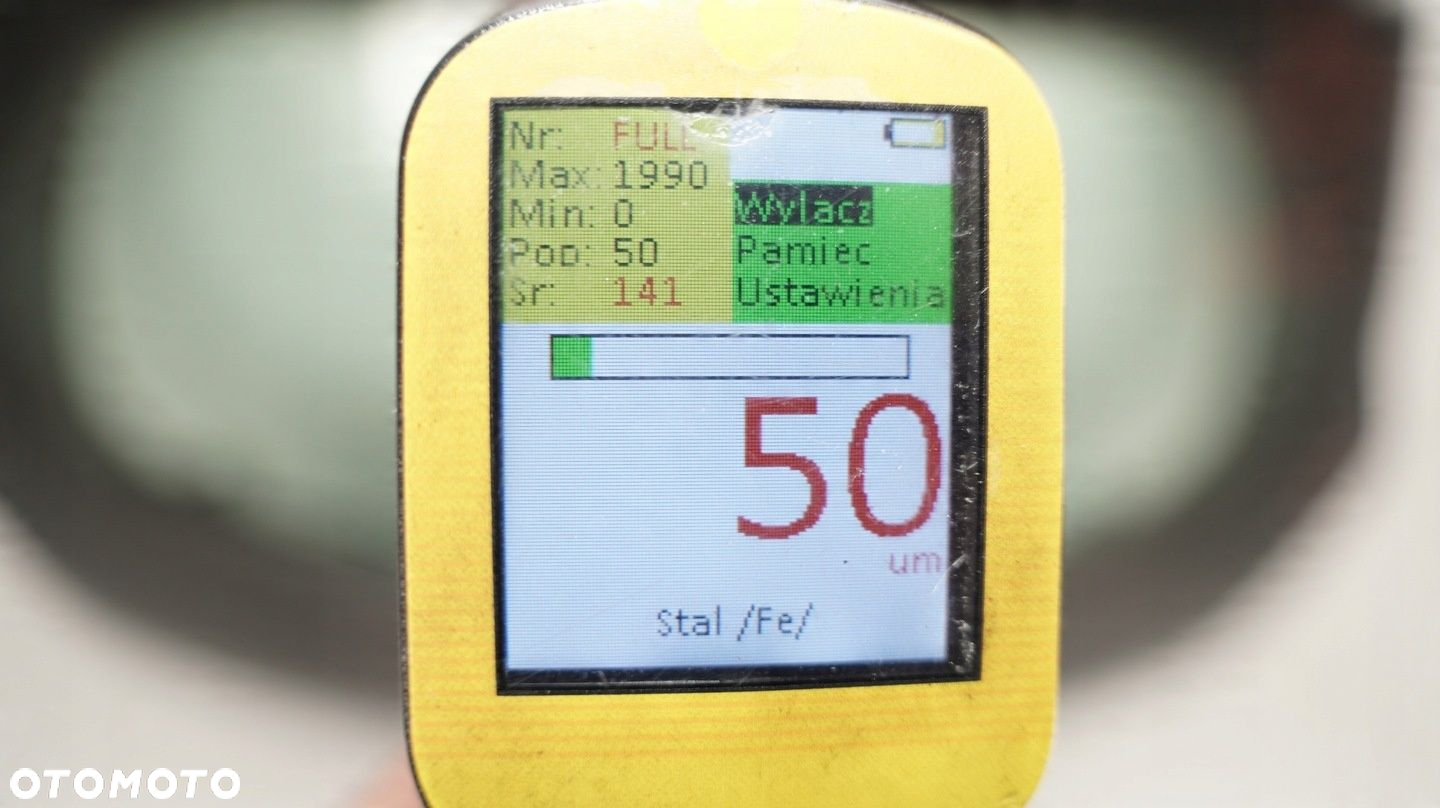 Nr: FULL
Max: 1990
Min: 0
Pop: 50
Sr: 141
Wylacz
Pamiec
Ustawienia
50
um
Stal /Fe/
OTOMOTO